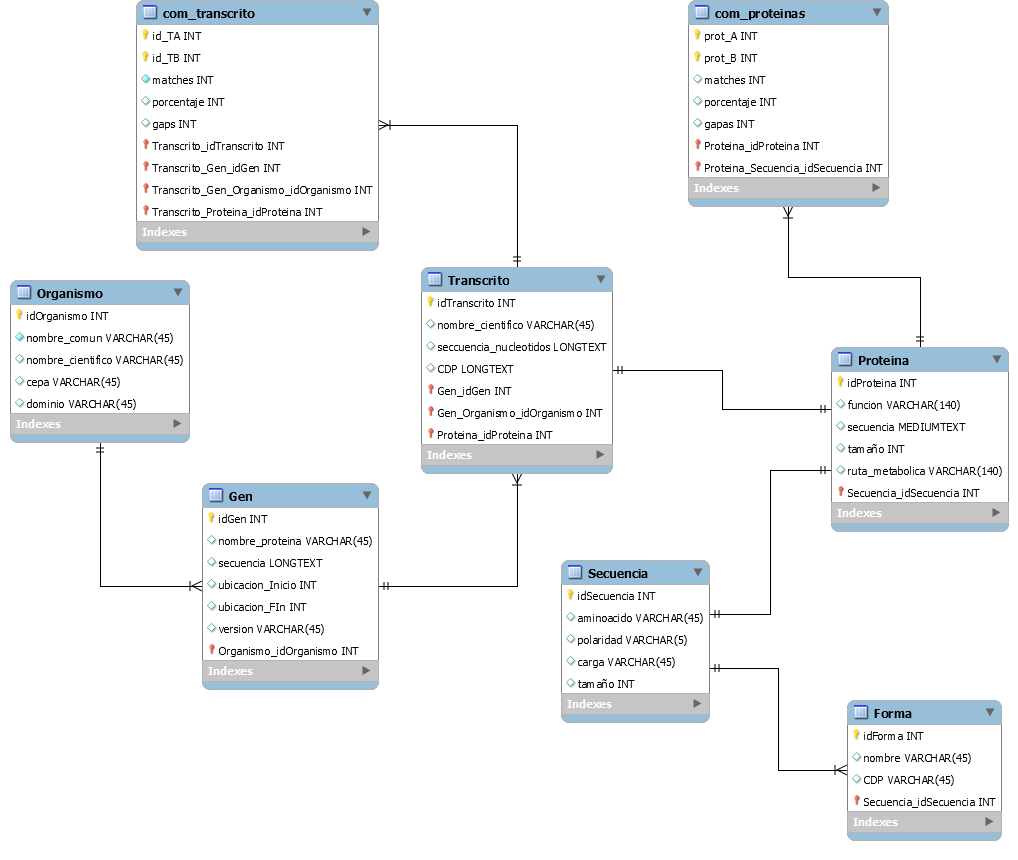 com_transcrito
id_TA INT
id_TB INT
matches INT
porcentaje INT
gaps INT
Transcrito_idTranscrito INT
Transcrito_Gen_idGen INT
Transcrito_Gen_Organismo_idOrganismo INT
Transcrito_Proteina_idProteina INT
Indexes
com_proteinas
prot_A INT
prot_B INT
matches INT
porcentaje INT
gapas INT
Proteina_idProteina INT
Proteina_Secuencia_idSecuencia INT
Indexes
Organismo
idOrganismo INT
nombre_comun VARCHAR(45)
nombre_cientifico VARCHAR(45)
cepa VARCHAR(45)
dominio VARCHAR(45)
Indexes
Transcrito
idTranscrito INT
nombre_cientifico VARCHAR(45)
seccuencia_nucleotidos LONGTEXT
CDP LONGTEXT
Gen_idGen INT
Gen_Organismo_idOrganismo INT
Proteina_idProteina INT
Indexes
Proteina
idProteina INT
funcion VARCHAR(140)
secuencia MEDIUMTEXT
tamaño INT
ruta_metabolica VARCHAR(140)
Secuencia_idSecuencia INT
Indexes
Gen
idGen INT
nombre_proteina VARCHAR(45)
secuencia LONGTEXT
ubicacion_Inicio INT
ubicacion_FIn INT
version VARCHAR(45)
Organismo_idOrganismo INT
Indexes
Secuencia
idSecuencia INT
aminoacido VARCHAR(45)
polaridad VARCHAR(5)
carga VARCHAR(45)
tamaño INT
Indexes
Forma
idForma INT
nombre VARCHAR(45)
CDP VARCHAR(45)
Secuencia_idSecuencia INT
Indexes